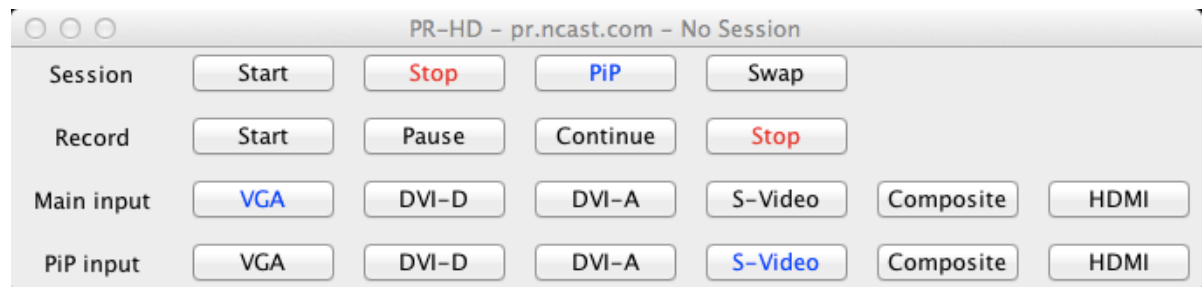 PR-HD - pr.ncast.com - No Session
Session Start Stop PiP Swap
Record Start Pause Continue Stop
Main input VGA DVI-D DVI-A S-Video Composite HDMI
PiP input VGA DVI-D DVI-A S-Video Composite HDMI